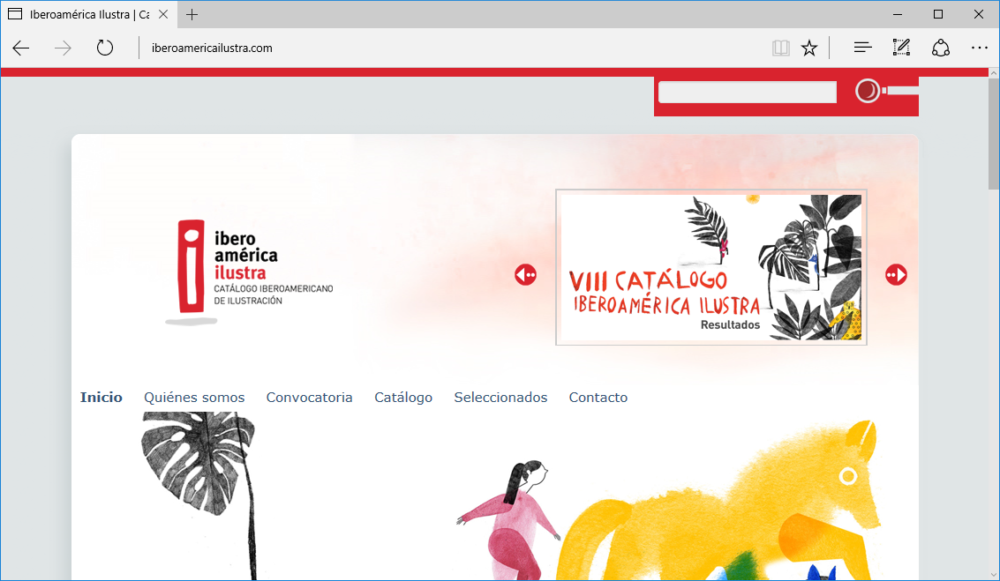 Iberoamérica Ilustra | Ca
iberoamericailustra.com
ibero
américa
ilustra
CATÁLOGO IBEROAMERICANO
DE ILUSTRACIÓN
VIII CATÁLOGO
IBEROAMÉRICA ILUSTRA
Resultados
Inicio Quiénes somos Convocatoria Catálogo Seleccionados Contacto